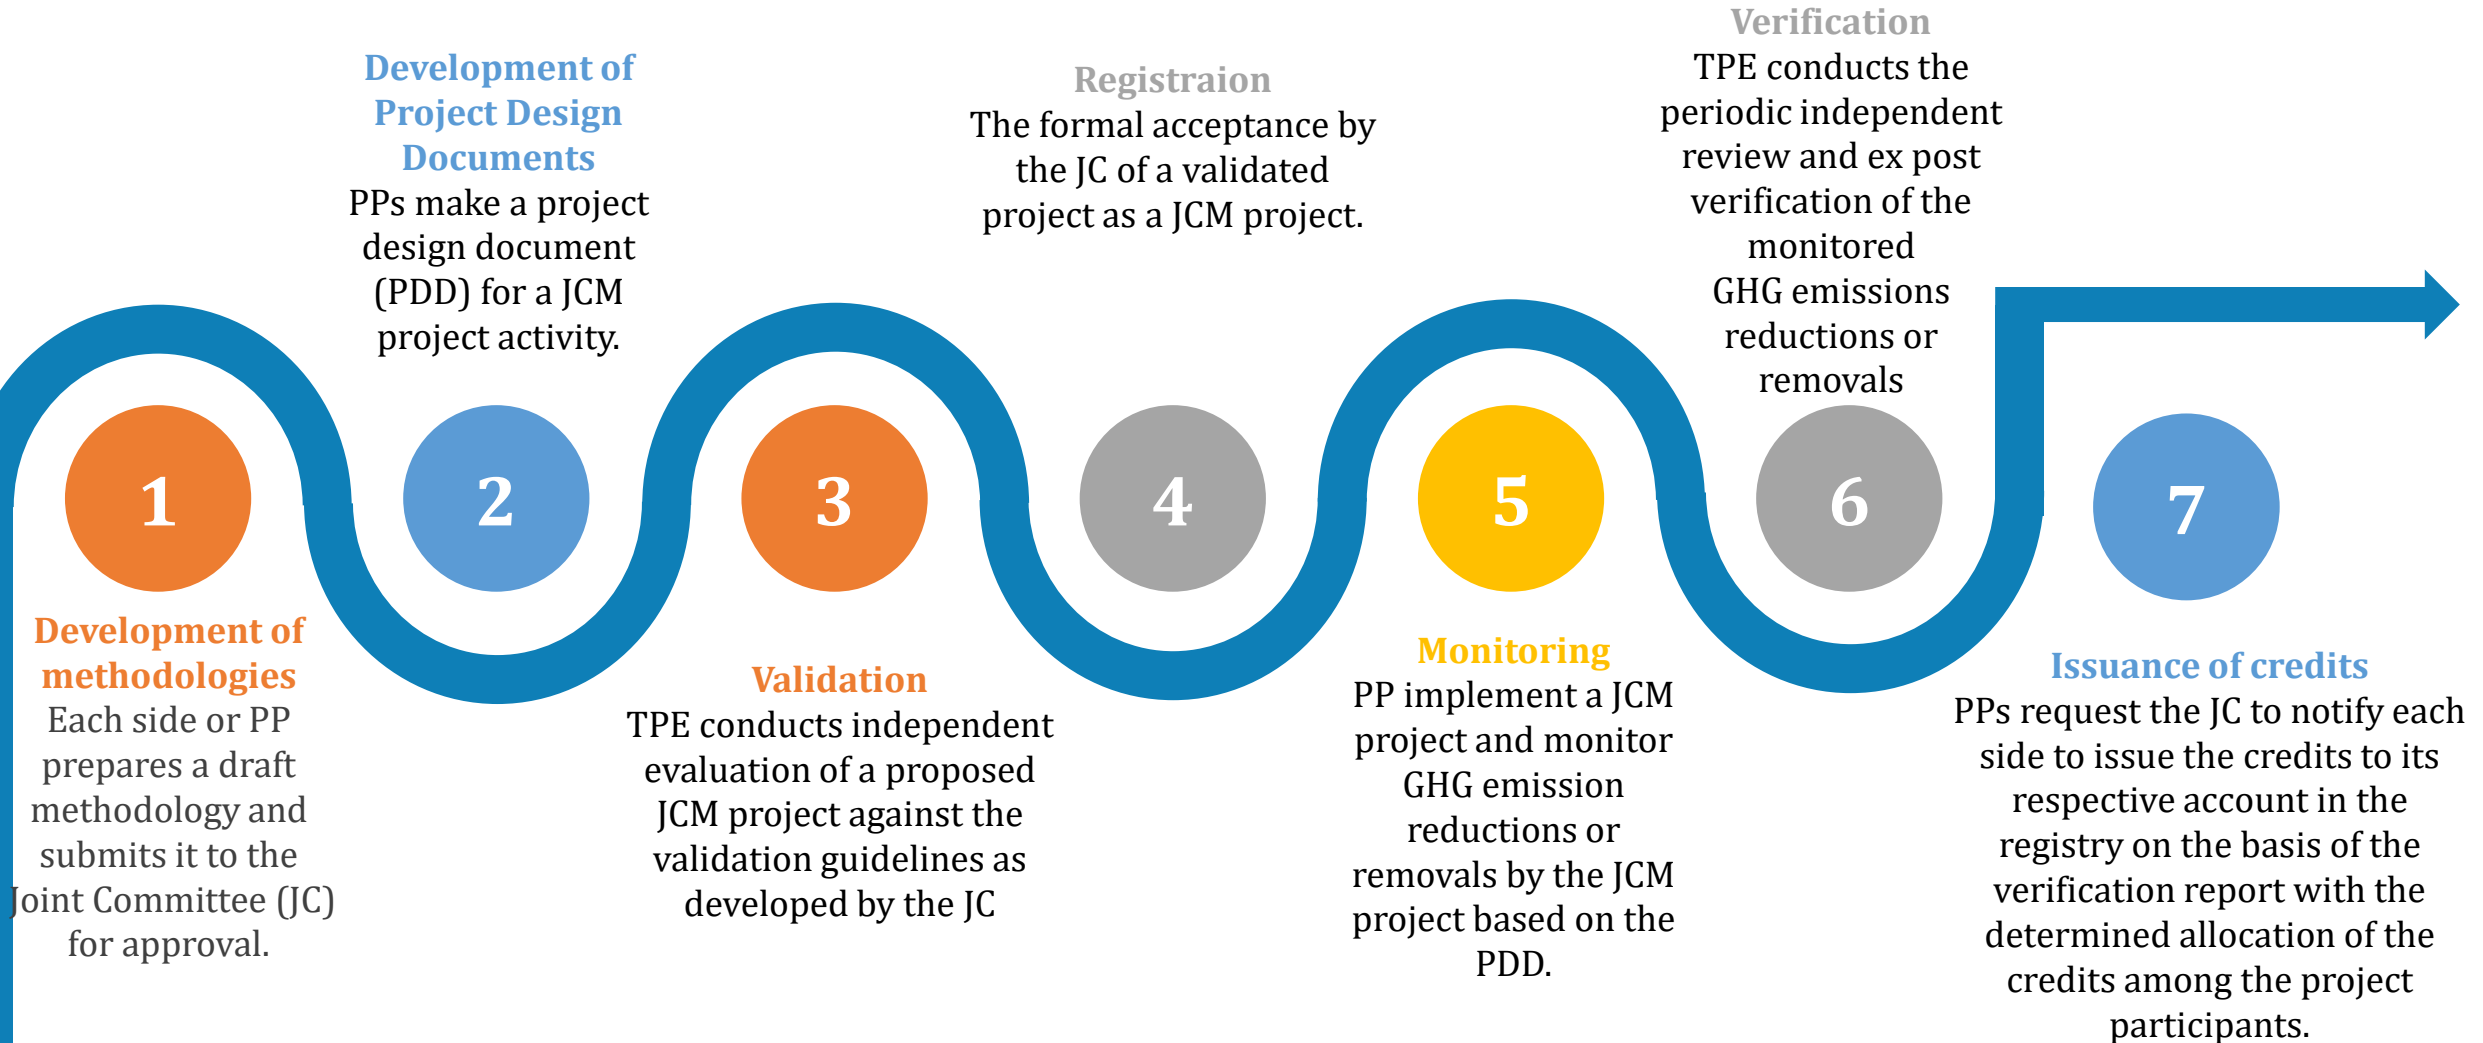 1
Development of
methodologies
Each side or PP
prepares a draft
methodology and
submits it to the
Joint Committee (JC)
for approval.
Development of
Project Design
Documents
PPs make a project
design document
(PDD) for a JCM
project activity.
2
3
Validation
TPE conducts independent
evaluation of a proposed
JCM project against the
validation guidelines as
developed by the JC
Registraion
The formal acceptance by
the JC of a validated
project as a JCM project.
4
5
Monitoring
PP implement a JCM
project and monitor
GHG emission
reductions or
removals by the JCM
project based on the
PDD.
Verification
TPE conducts the
periodic independent
review and ex post
verification of the
monitored
GHG emissions
reductions or
removals
6
7
Issuance of credits
PPs request the JC to notify each
side to issue the credits to its
respective account in the
registry on the basis of the
verification report with the
determined allocation of the
credits among the project
participants.